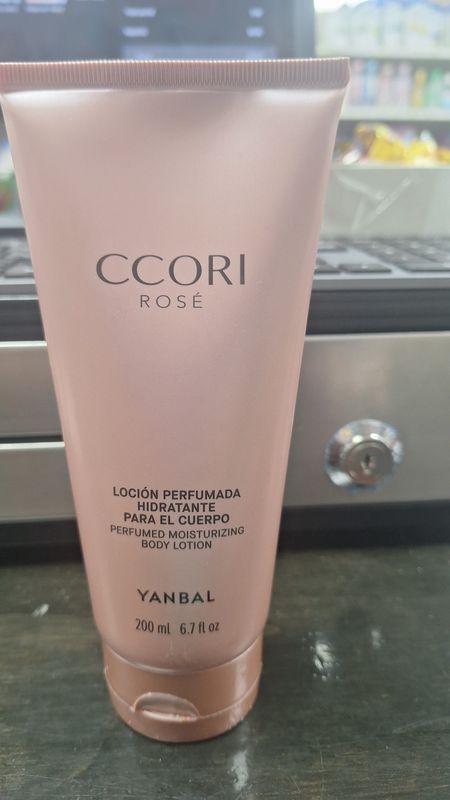 CCORI
ROSÉ
LOCIÓN PERFUMADA
HIDRATANTE
PARA EL CUERPO
PERFUMED MOISTURIZING
BODY LOTION
YANBAL
200 ml 6.7 fl oz